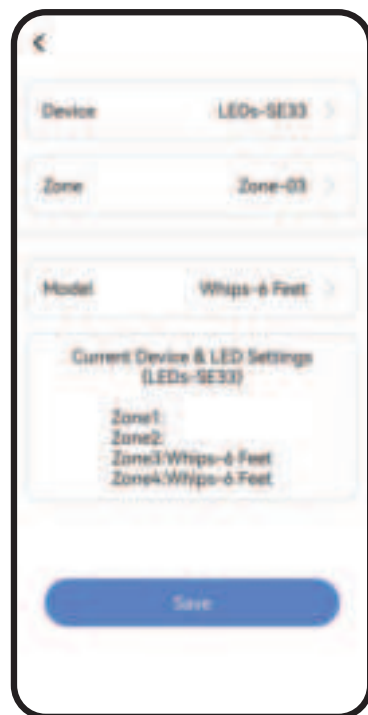 Device LEDs-SE33
Zone Zone-03
Model Whips-6 Feet
Current Device & LED Settings
(LEDs-SE33)
Zone1:
Zone2:
Zone3:Whips-6 Feet
Zone4:Whips-6 Feet
Save